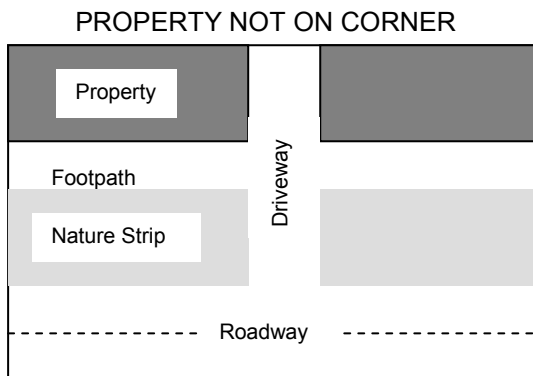 PROPERTY NOT ON CORNER
Property
Footpath
Driveway
Nature Strip
Roadway